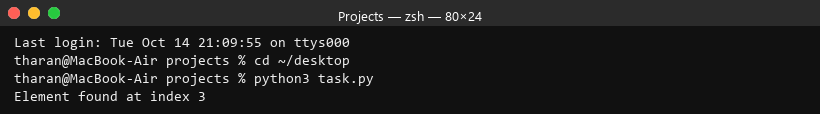 Projects — zsh — 80×24
Last login: Tue Oct 14 21:09:55 on ttys000
tharan@MacBook-Air projects % cd ~/desktop
tharan@MacBook-Air projects % python3 task.py
Element found at index 3